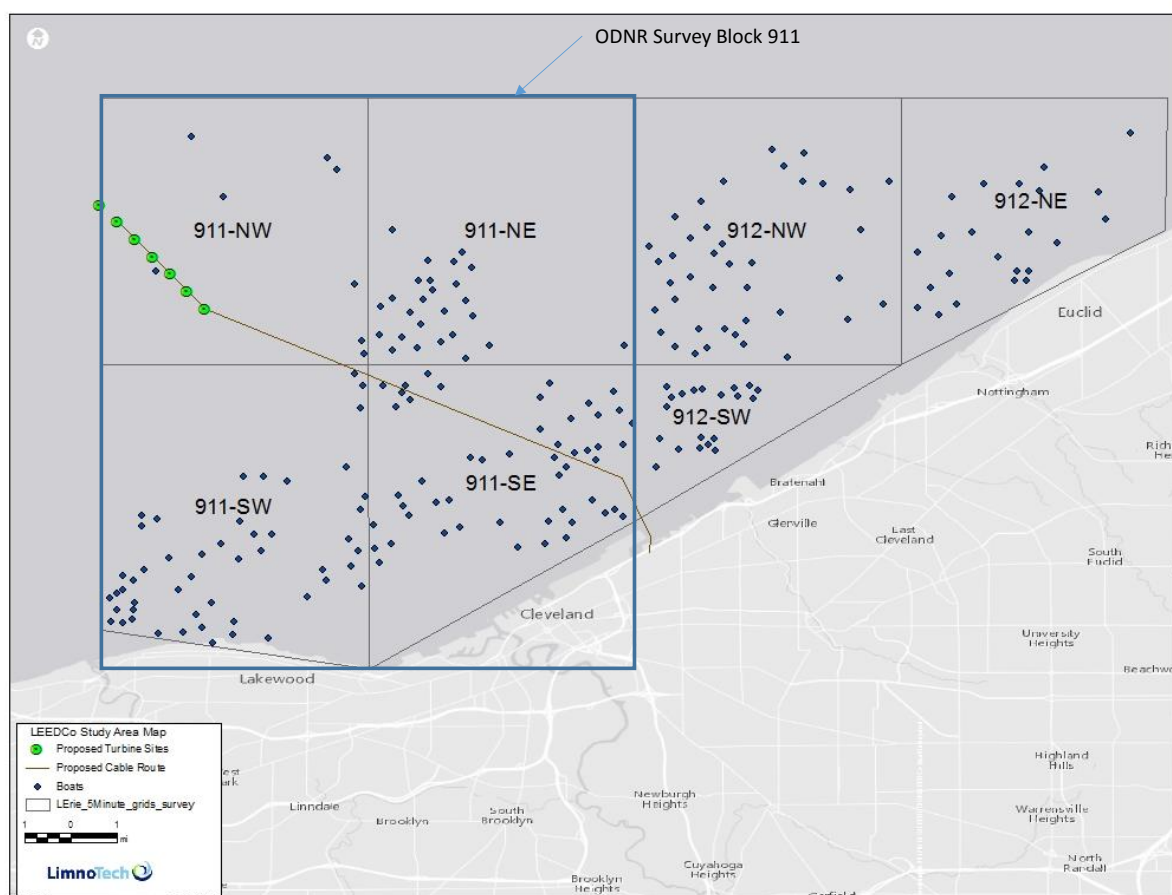 ODNR Survey Block 911
N
911-NW
911-NE
912-NW
912-NE
Euclid
Nottingham
912-SW
911-SW
911-SE
Bratenahl
Glenville
East
Cleveland
South
Euclid
Cleveland
University
Heights
Lakewood
Beachwo
LEEDCo Study Area Map
Proposed Turbine Sites
Proposed Cable Route
Boats
LErie_5Minute_grids_survey
1 0 1
mi
LimnoTech
Linndale
Brooklyn
South
Brooklyn
Newburgh
Heights
Highland
Hills
Warrensville
Heights
Cuyahoga
Heights
North
Randall
Brooklyn
Heights